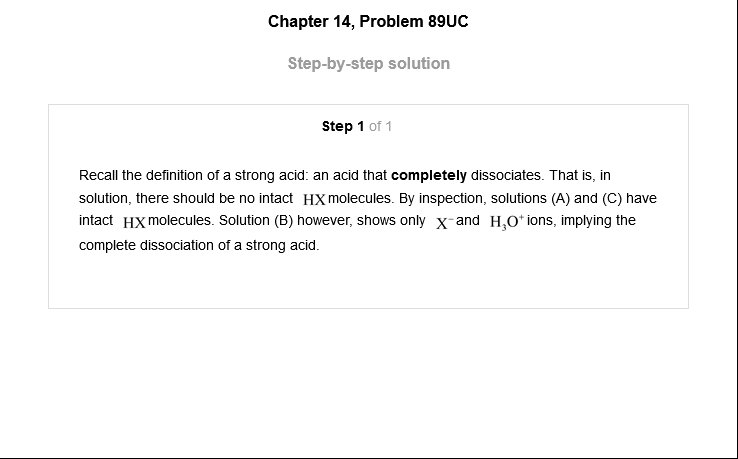 Chapter 14, Problem 89UC
Step-by-step solution
Step 1 of 1
Recall the definition of a strong acid: an acid that completely dissociates. That is, in
solution, there should be no intact HX molecules. By inspection, solutions (A) and (C) have
intact HX molecules. Solution (B) however, shows only X⁻ and H₃O⁺ ions, implying the
complete dissociation of a strong acid.